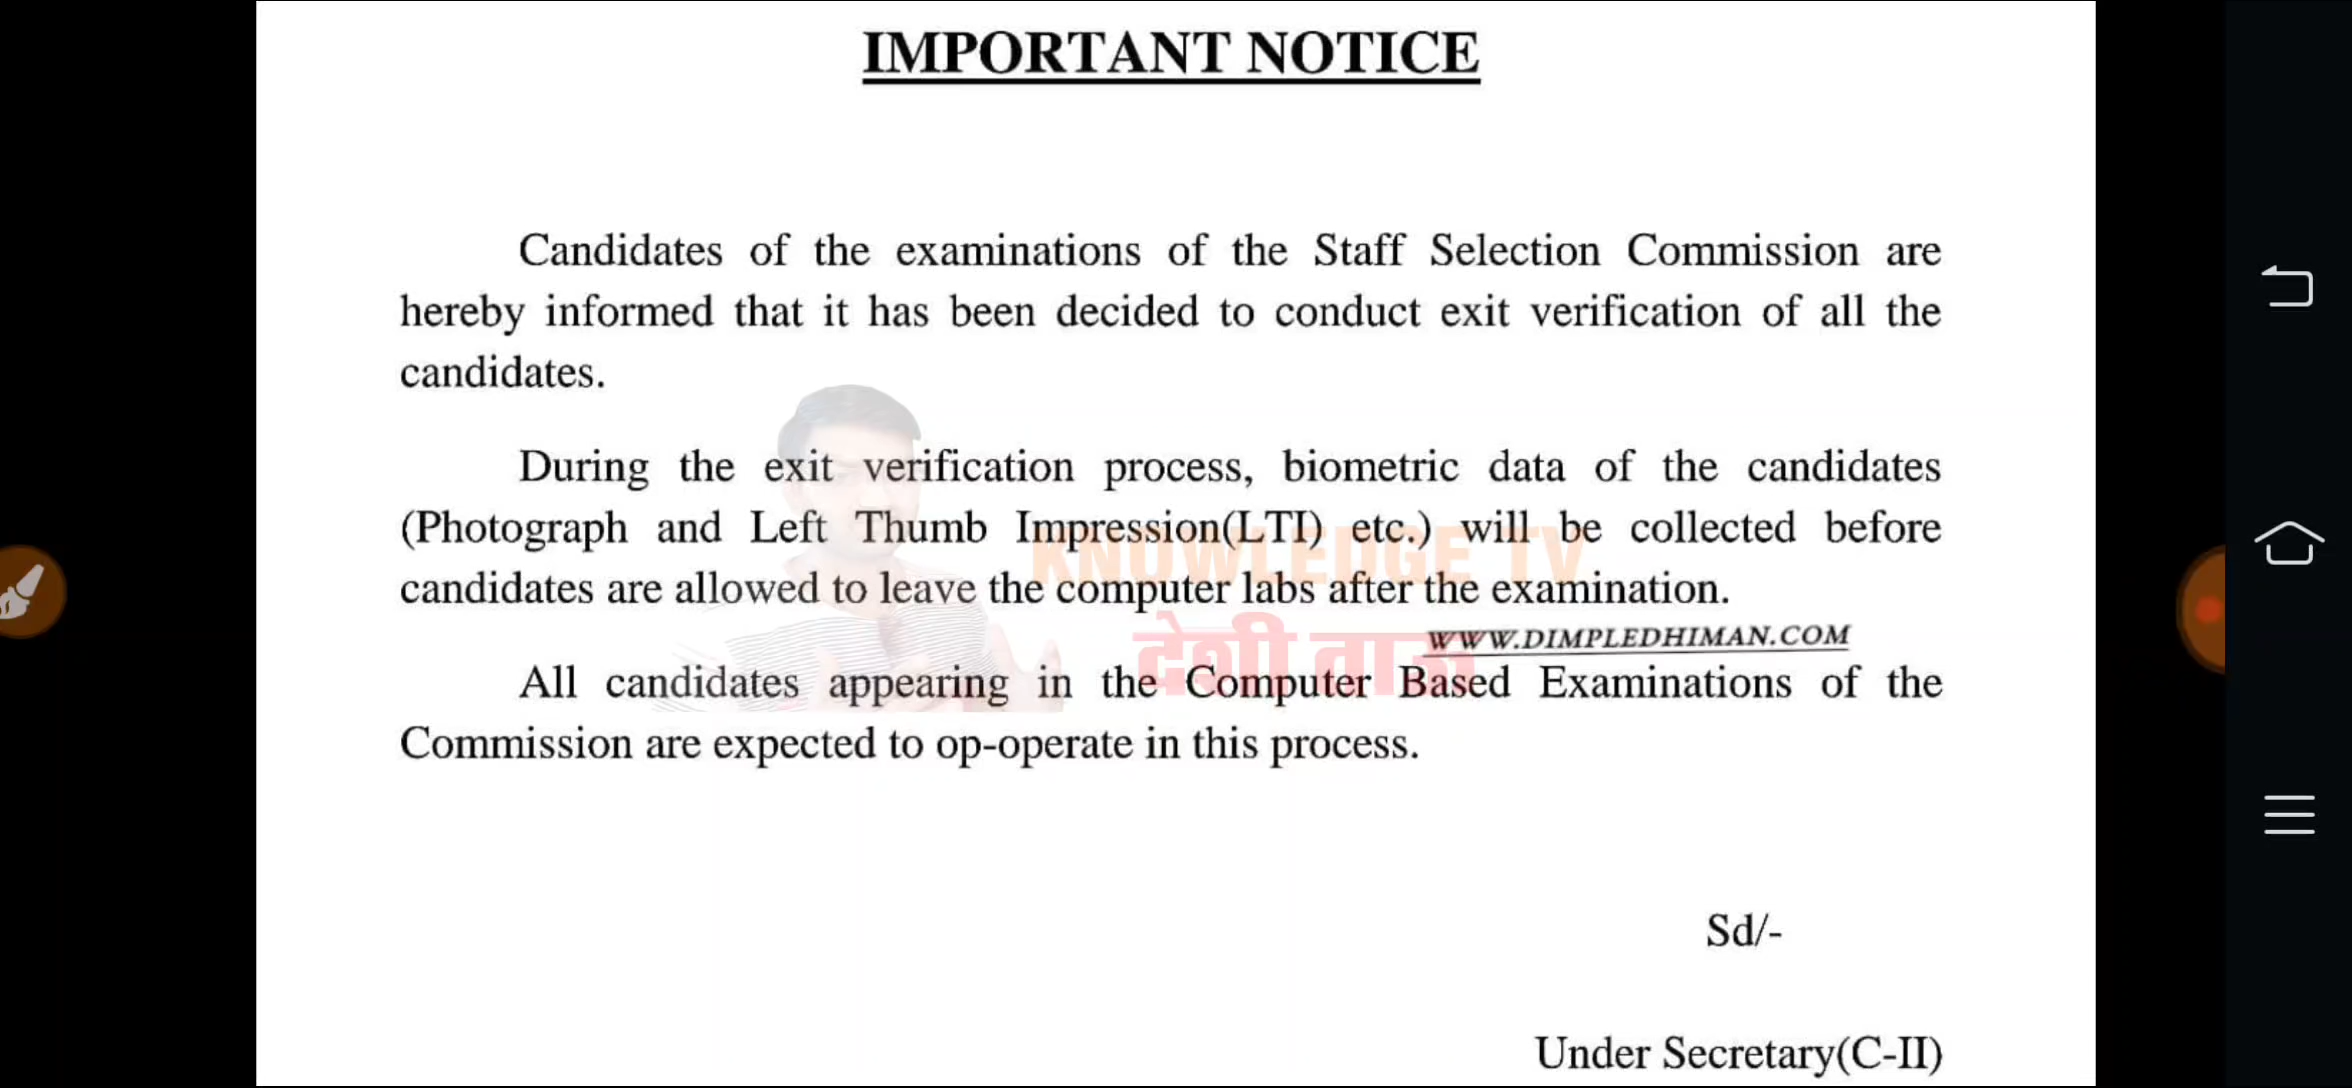 IMPORTANT NOTICE
Candidates of the examinations of the Staff Selection Commission are
hereby informed that it has been decided to conduct exit verification of all the
candidates.
During the exit verification process, biometric data of the candidates
(Photograph and Left Thumb Impression(LTI) etc.) will be collected before
KNOWLEDGE TV
candidates are allowed to leave the computer labs after the examination.
देशी
WWW.DIMPLEDHIMAN.COM
All candidates appearing in the Computer Based Examinations of the
Commission are expected to op-operate in this process.
Sd/-
Under Secretary(C-II)